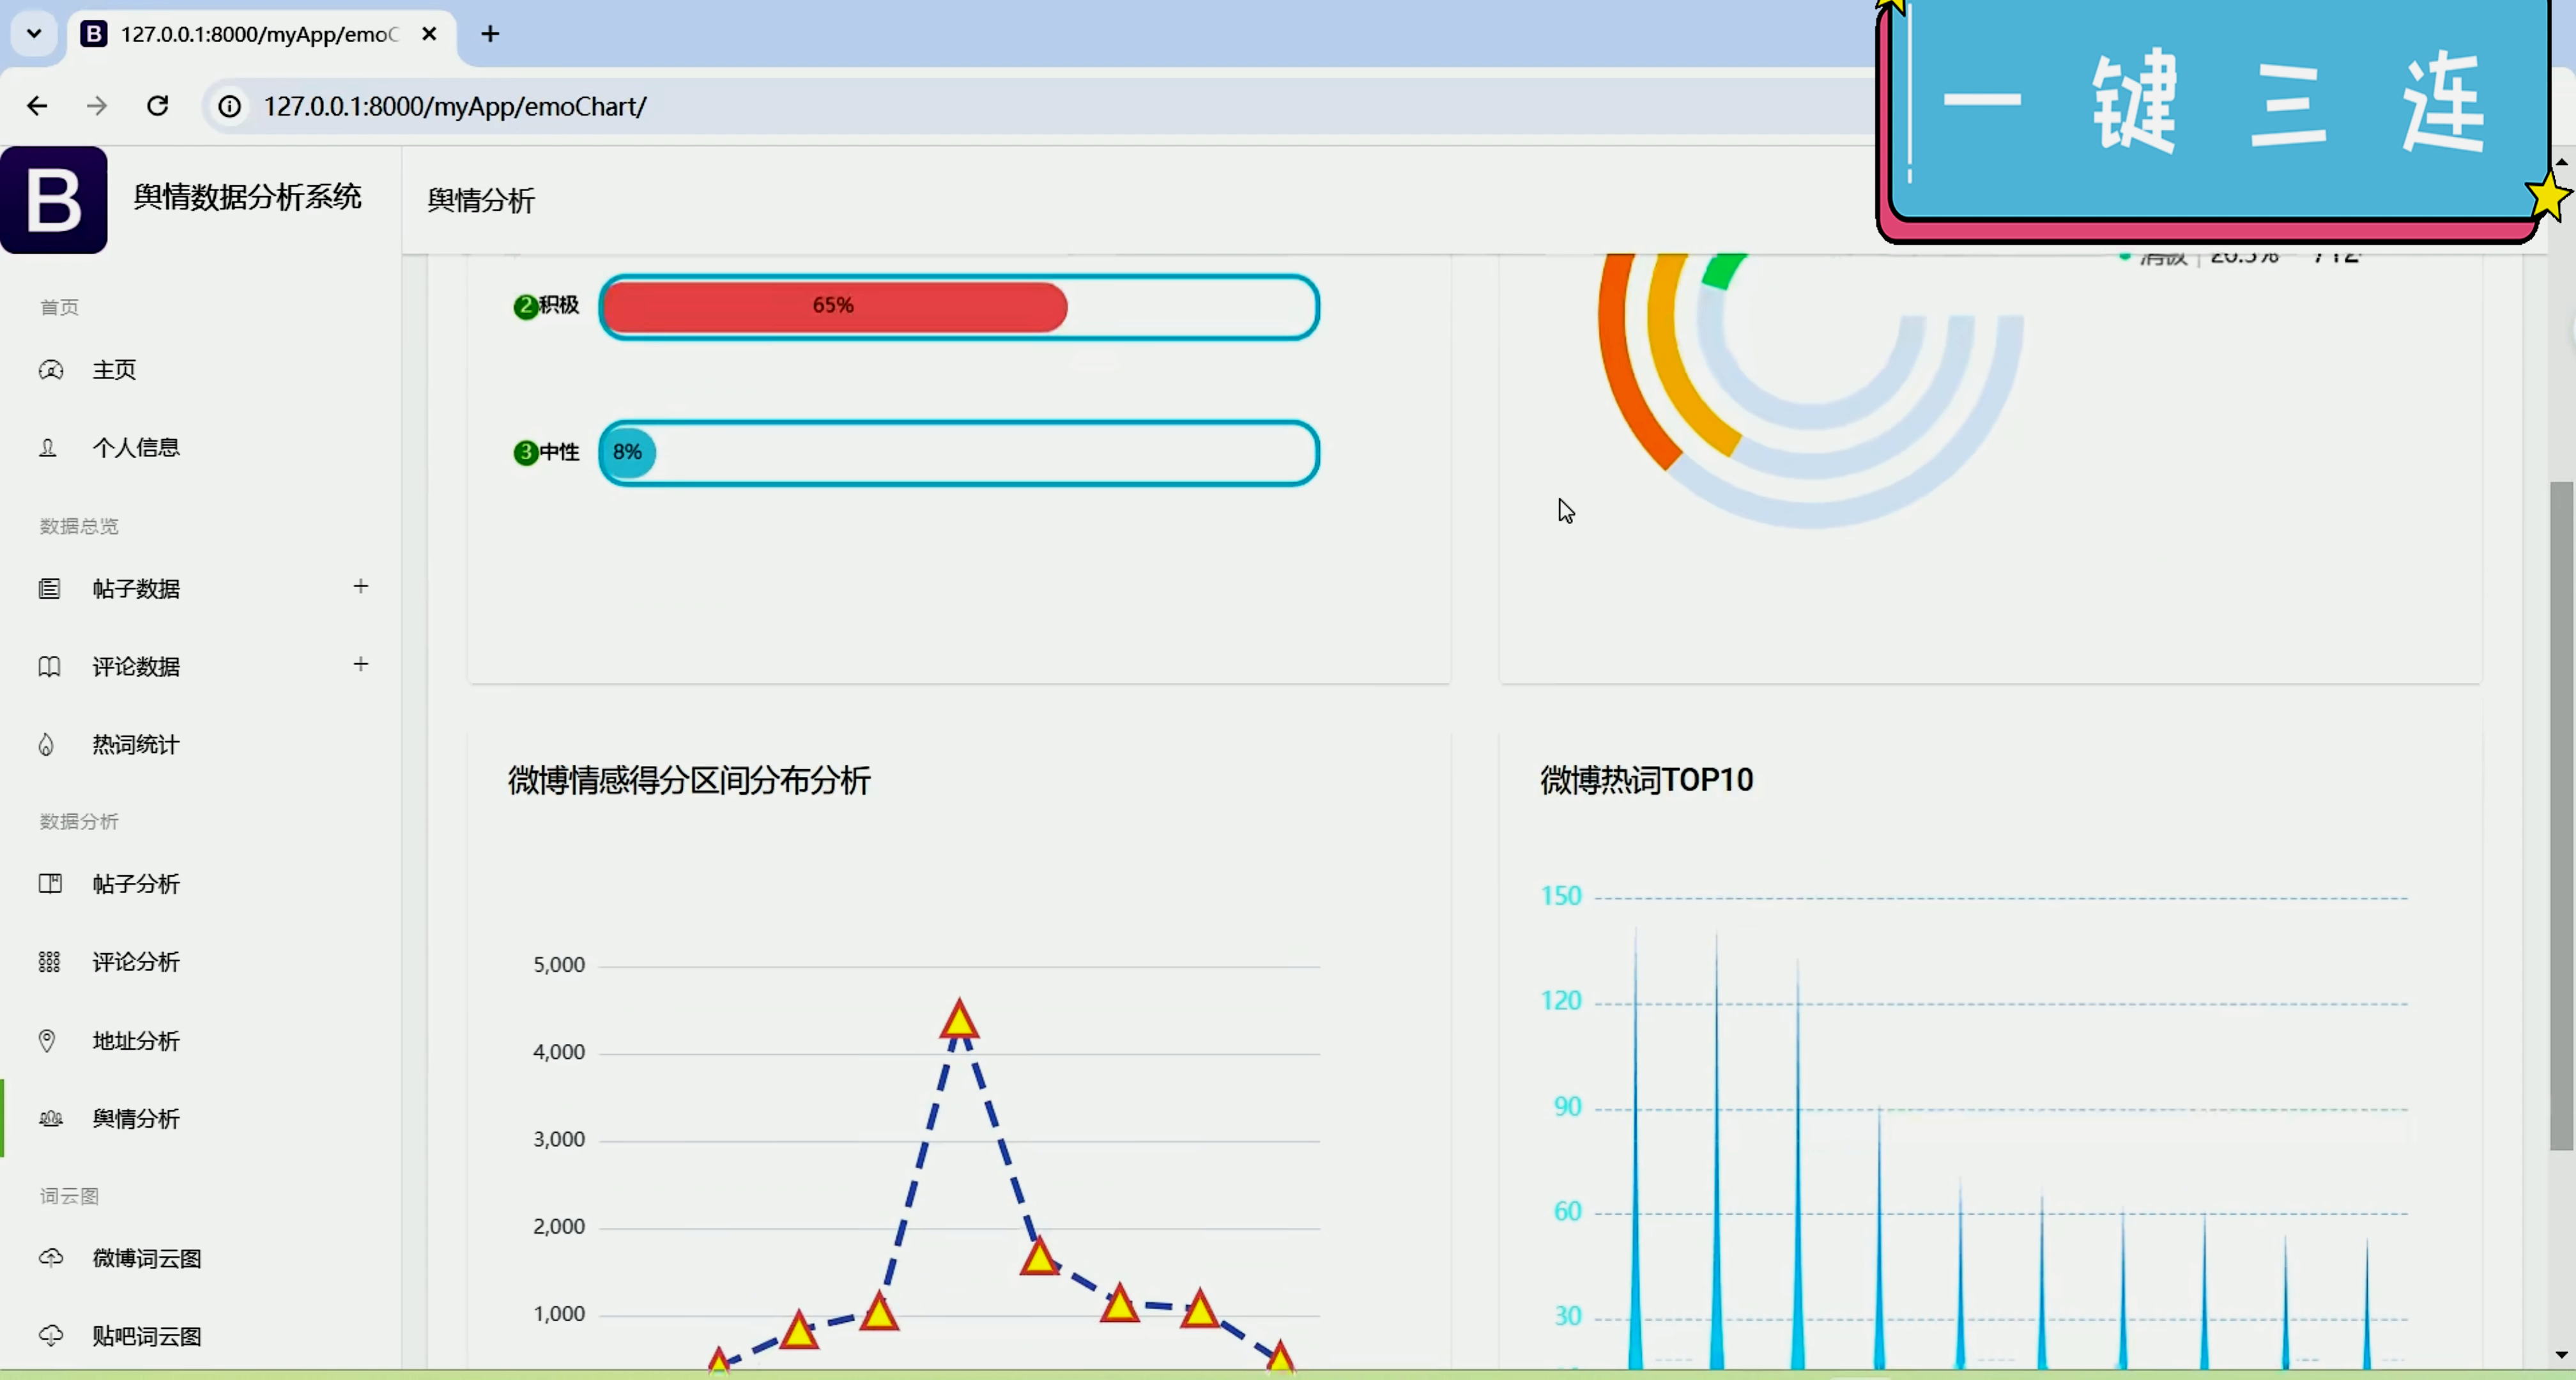 127.0.0.1:8000/myApp/emoC
127.0.0.1:8000/myApp/emoChart/
一键三连
B
舆情数据分析系统
舆情分析
首页
主页
个人信息
数据总览
帖子数据 +
评论数据 +
热词统计
数据分析
帖子分析
评论分析
地址分析
舆情分析
词云图
微博词云图
贴吧词云图
2 积极 65%
3 中性 8%
微博情感得分区间分布分析
5,000
4,000
3,000
2,000
1,000
微博热词TOP10
150
120
90
60
30